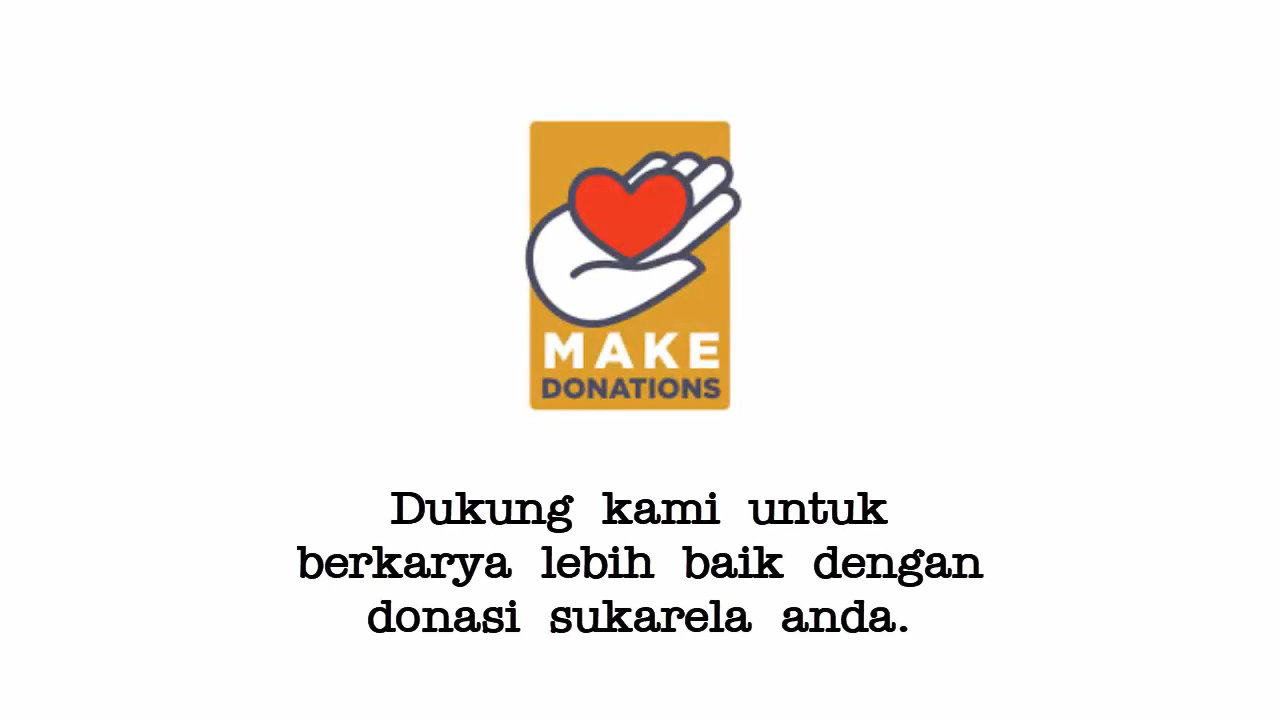 MAKE
DONATIONS
Dukung kami untuk
berkarya lebih baik dengan
donasi sukarela anda.